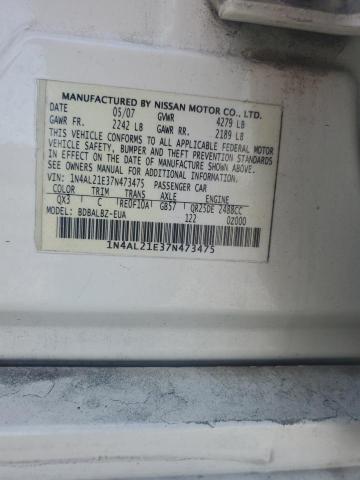 MANUFACTURED BY NISSAN MOTOR CO., LTD.
DATE 05/07 GVWR 4279 LB
GAWR FR. 2242 LB GAWR RR. 2189 LB
THIS VEHICLE CONFORMS TO ALL APPLICABLE FEDERAL MOTOR
VEHICLE SAFETY, BUMPER AND THEFT PREVENTION STANDARDS
IN EFFECT ON THE DATE OF MANUFACTURE SHOWN ABOVE.
SEE OWNERS MANUAL FOR ADDITIONAL INFORMATION.
VIN: 1N4AL21E37N473475 PASSENGER CAR
COLOR TRIM TRANS AXLE ENGINE
QX3 C RE0F10A GB57 QR25DE 2488CC
MODEL: BDBALBZ-EUA 122 02000
1N4AL21E37N473475